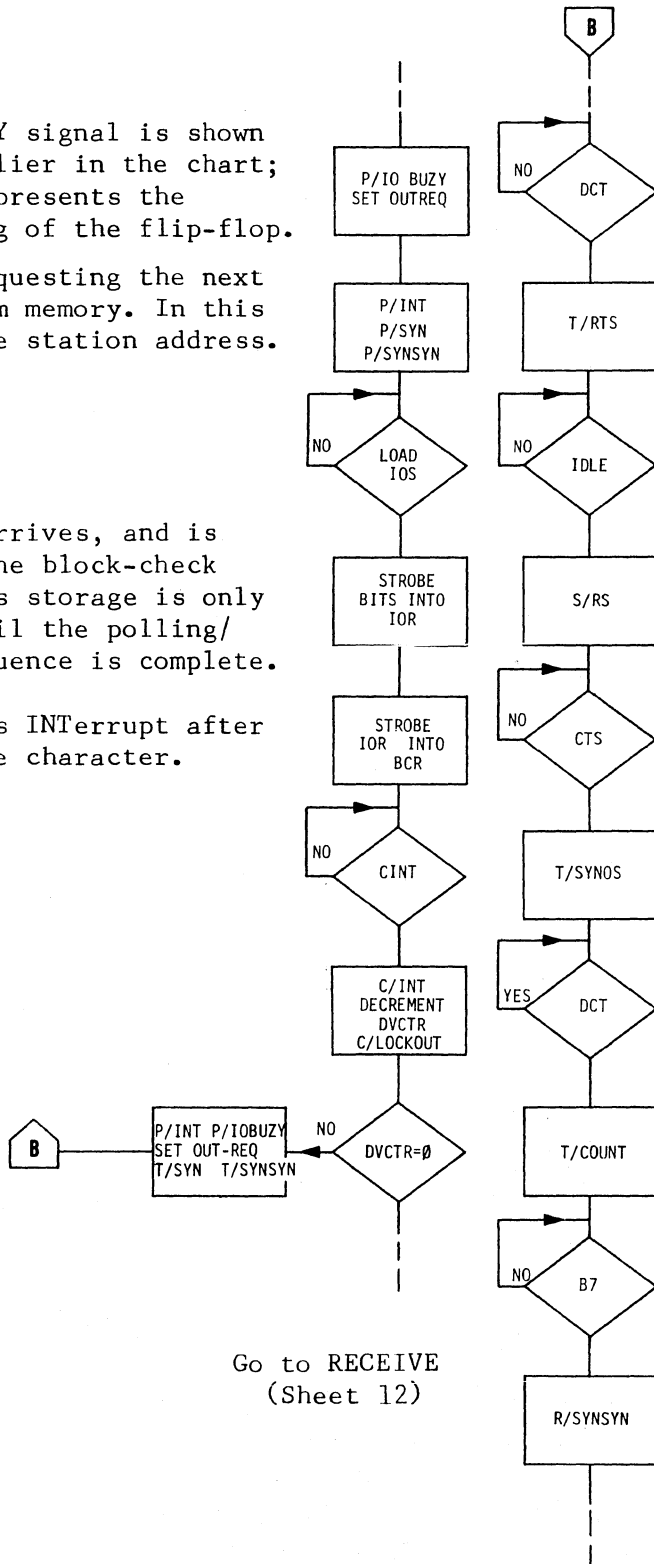 Y signal is shown
lier in the chart;
presents the
g of the flip-flop.
questing the next
m memory. In this
e station address.
rrives, and is
he block-check
s storage is only
il the polling/
uence is complete.
s INTerrupt after
e character.
P/IO BUZY
SET OUTREQ
P/INT
P/SYN
P/SYNSYN
NO
LOAD
IOS
STROBE
BITS INTO
IOR
STROBE
IOR INTO
BCR
NO
CINT
C/INT
DECREMENT
DVCTR
C/LOCKOUT
DVCTR=Ø
NO
P/INT P/IOBUZY
SET OUT-REQ
T/SYN T/SYNSYN
B
Go to RECEIVE
(Sheet 12)
B
NO
DCT
T/RTS
NO
IDLE
S/RS
NO
CTS
T/SYNOS
YES
DCT
T/COUNT
NO
B7
R/SYNSYN